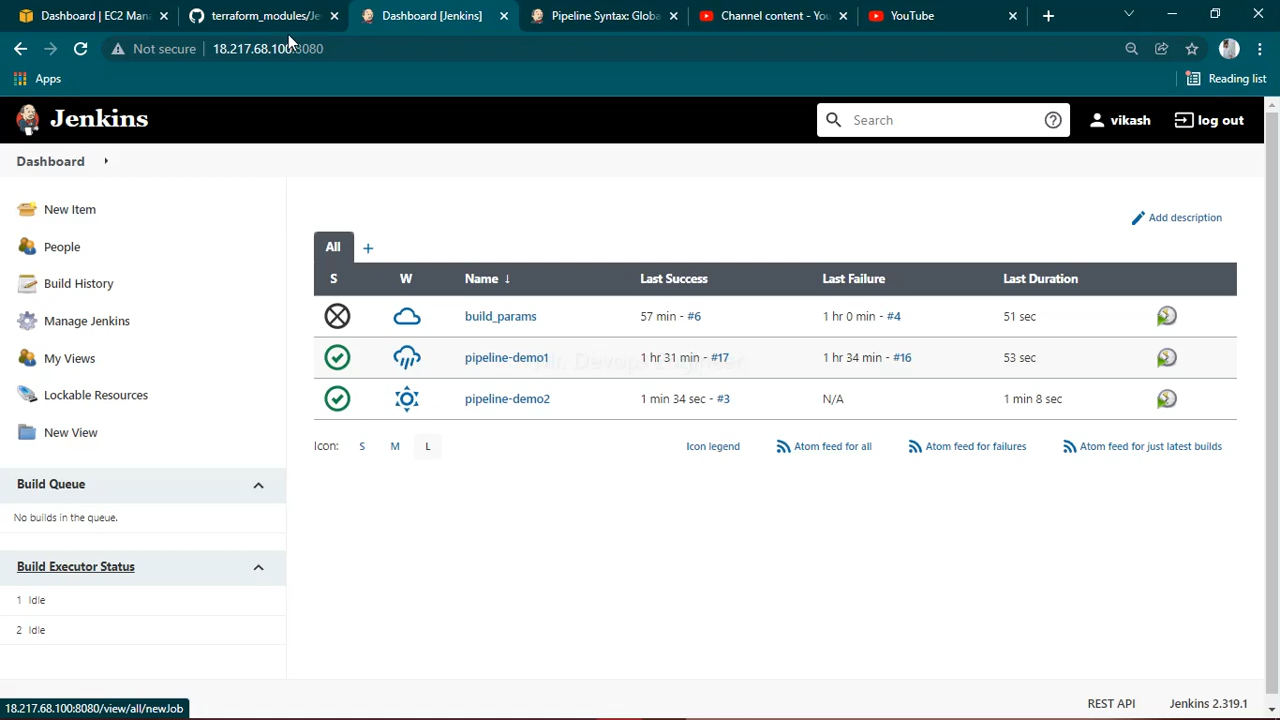 Dashboard | EC2 Mana
terraform_modules/Je
Dashboard [Jenkins]
Pipeline Syntax: Globa
Channel content - You
YouTube
Not secure
18.217.68.100:8080
Apps
Reading list
Jenkins
Search
vikash
log out
Dashboard
New Item
People
Build History
Manage Jenkins
My Views
Lockable Resources
New View
Build Queue
No builds in the queue.
Build Executor Status
1 Idle
2 Idle
Add description
All +
S W Name ↓ Last Success Last Failure Last Duration
build_params 57 min - #6 1 hr 0 min - #4 51 sec
pipeline-demo1 1 hr 31 min - #17 1 hr 34 min - #16 53 sec
Mr. Devops Engineer
pipeline-demo2 1 min 34 sec - #3 N/A 1 min 8 sec
Icon: S M L
Icon legend
Atom feed for all
Atom feed for failures
Atom feed for just latest builds
REST API
Jenkins 2.319.1
18.217.68.100:8080/view/all/newJob